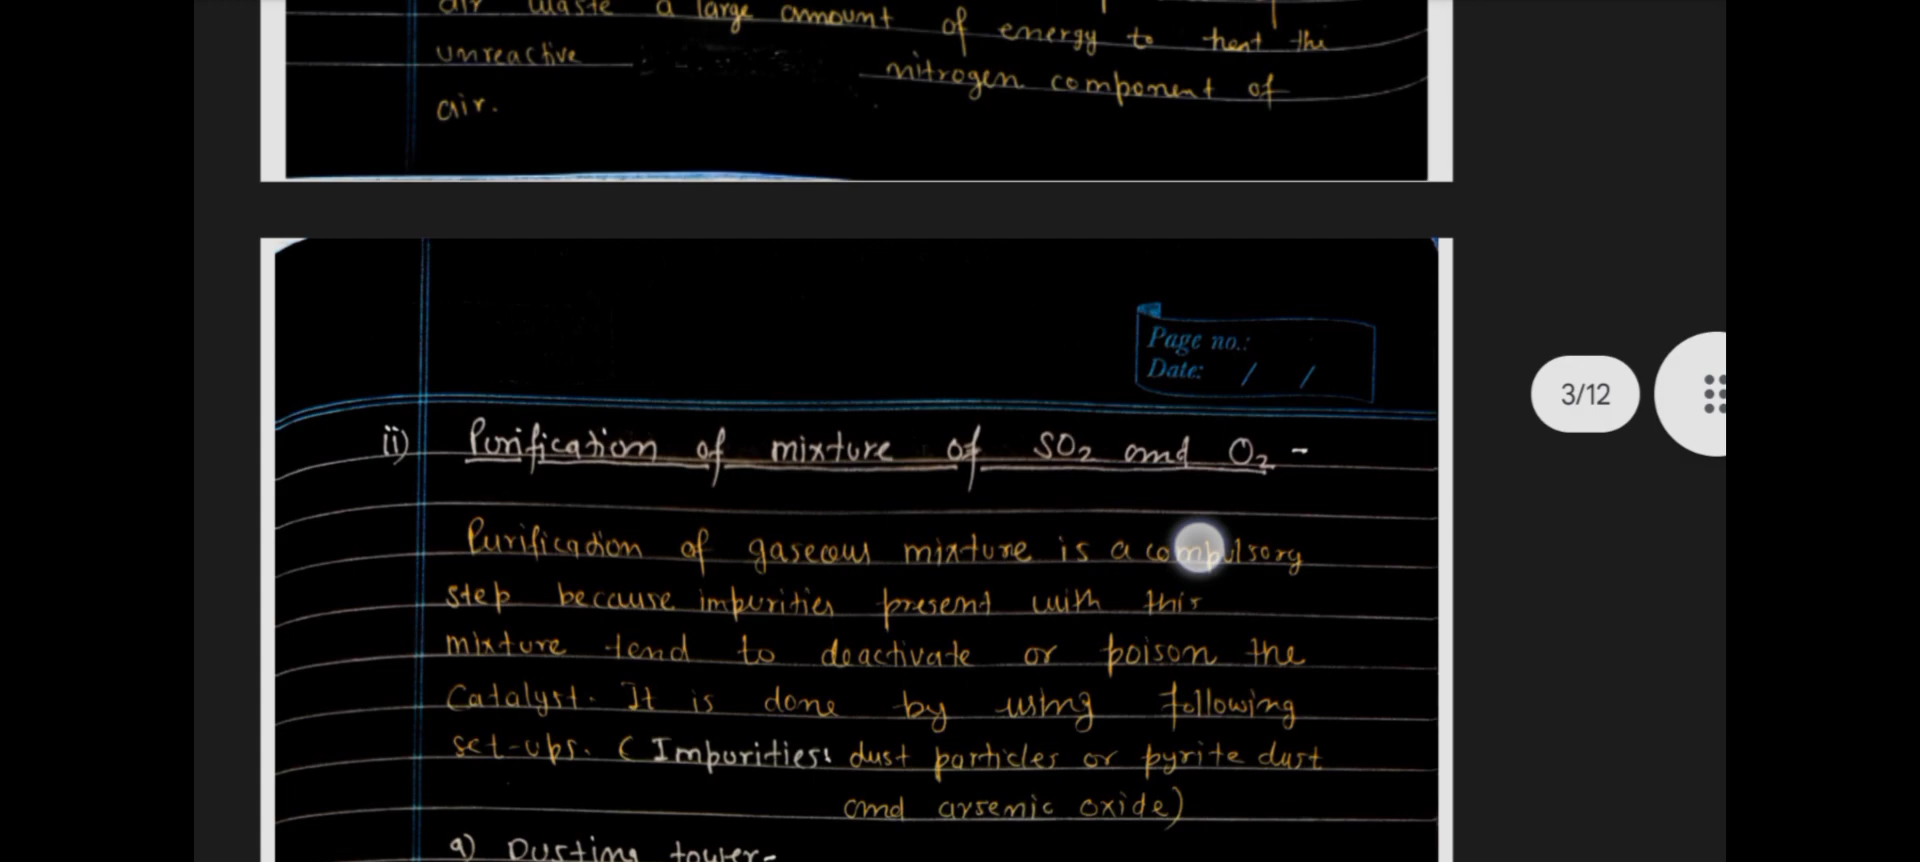 air waste a large amount of energy to heat the
unreactive nitrogen component of
air.
Page no.:
Date: / /
3/12
ii) Purification of mixture of SO₂ and O₂ -
Purification of gaseous mixture is a compulsory
step because impurities present with this
mixture tend to deactivate or poison the
Catalyst. It is done by using following
set-ups. (Impurities: dust particles or pyrite dust
and arsenic oxide)
a) Dusting tower-